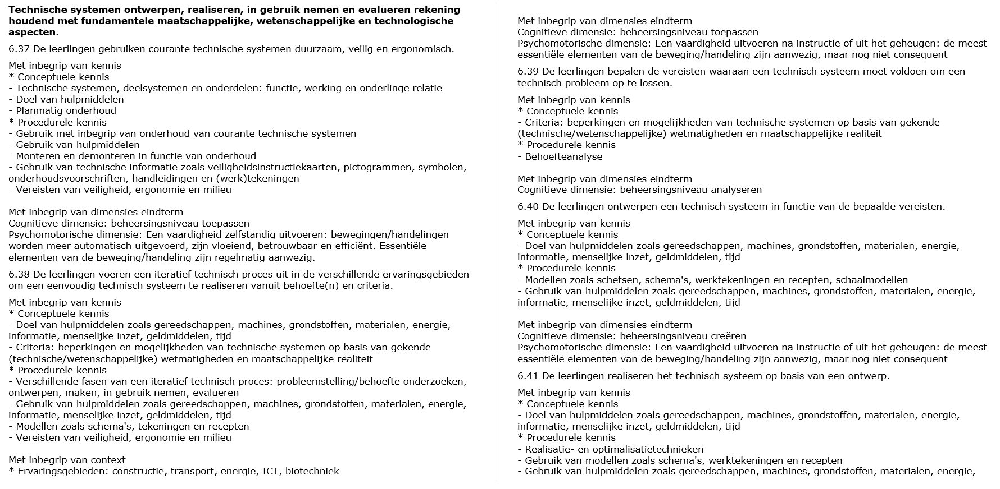 Technische systemen ontwerpen, realiseren, in gebruik nemen en evalueren rekening
houdend met fundamentele maatschappelijke, wetenschappelijke en technologische
aspecten.
6.37 De leerlingen gebruiken courante technische systemen duurzaam, veilig en ergonomisch.
Met inbegrip van kennis
* Conceptuele kennis
- Technische systemen, deelsystemen en onderdelen: functie, werking en onderlinge relatie
- Doel van hulpmiddelen
- Planmatig onderhoud
* Procedurele kennis
- Gebruik met inbegrip van onderhoud van courante technische systemen
- Gebruik van hulpmiddelen
- Monteren en demonteren in functie van onderhoud
- Gebruik van technische informatie zoals veiligheidsinstructiekaarten, pictogrammen, symbolen,
onderhoudsvoorschriften, handleidingen en (werk)tekeningen
- Vereisten van veiligheid, ergonomie en milieu
Met inbegrip van dimensies eindterm
Cognitieve dimensie: beheersingsniveau toepassen
Psychomotorische dimensie: Een vaardigheid zelfstandig uitvoeren: bewegingen/handelingen
worden meer automatisch uitgevoerd, zijn vloeiend, betrouwbaar en efficiënt. Essentiële
elementen van de beweging/handeling zijn regelmatig aanwezig.
6.38 De leerlingen voeren een iteratief technisch proces uit in de verschillende ervaringsgebieden
om een eenvoudig technisch systeem te realiseren vanuit behoefte(n) en criteria.
Met inbegrip van kennis
* Conceptuele kennis
- Doel van hulpmiddelen zoals gereedschappen, machines, grondstoffen, materialen, energie,
informatie, menselijke inzet, geldmiddelen, tijd
- Criteria: beperkingen en mogelijkheden van technische systemen op basis van gekende
(technische/wetenschappelijke) wetmatigheden en maatschappelijke realiteit
* Procedurele kennis
- Verschillende fasen van een iteratief technisch proces: probleemstelling/behoefte onderzoeken,
ontwerpen, maken, in gebruik nemen, evalueren
- Gebruik van hulpmiddelen zoals gereedschappen, machines, grondstoffen, materialen, energie,
informatie, menselijke inzet, geldmiddelen, tijd
- Modellen zoals schema's, tekeningen en recepten
- Vereisten van veiligheid, ergonomie en milieu
Met inbegrip van context
* Ervaringsgebieden: constructie, transport, energie, ICT, biotechniek
Met inbegrip van dimensies eindterm
Cognitieve dimensie: beheersingsniveau toepassen
Psychomotorische dimensie: Een vaardigheid uitvoeren na instructie of uit het geheugen: de meest
essentiële elementen van de beweging/handeling zijn aanwezig, maar nog niet consequent
6.39 De leerlingen bepalen de vereisten waaraan een technisch systeem moet voldoen om een
technisch probleem op te lossen.
Met inbegrip van kennis
* Conceptuele kennis
- Criteria: beperkingen en mogelijkheden van technische systemen op basis van gekende
(technische/wetenschappelijke) wetmatigheden en maatschappelijke realiteit
* Procedurele kennis
- Behoefteanalyse
Met inbegrip van dimensies eindterm
Cognitieve dimensie: beheersingsniveau analyseren
6.40 De leerlingen ontwerpen een technisch systeem in functie van de bepaalde vereisten.
Met inbegrip van kennis
* Conceptuele kennis
- Doel van hulpmiddelen zoals gereedschappen, machines, grondstoffen, materialen, energie,
informatie, menselijke inzet, geldmiddelen, tijd
* Procedurele kennis
- Modellen zoals schetsen, schema's, werktekeningen en recepten, schaalmodellen
- Gebruik van hulpmiddelen zoals gereedschappen, machines, grondstoffen, materialen, energie,
informatie, menselijke inzet, geldmiddelen, tijd
Met inbegrip van dimensies eindterm
Cognitieve dimensie: beheersingsniveau creëren
Psychomotorische dimensie: Een vaardigheid uitvoeren na instructie of uit het geheugen: de meest
essentiële elementen van de beweging/handeling zijn aanwezig, maar nog niet consequent
6.41 De leerlingen realiseren het technisch systeem op basis van een ontwerp.
Met inbegrip van kennis
* Conceptuele kennis
- Doel van hulpmiddelen zoals gereedschappen, machines, grondstoffen, materialen, energie,
informatie, menselijke inzet, geldmiddelen, tijd
* Procedurele kennis
- Realisatie- en optimalisatietechnieken
- Gebruik van modellen zoals schema's, werktekeningen en recepten
- Gebruik van hulpmiddelen zoals gereedschappen, machines, grondstoffen, materialen, energie,